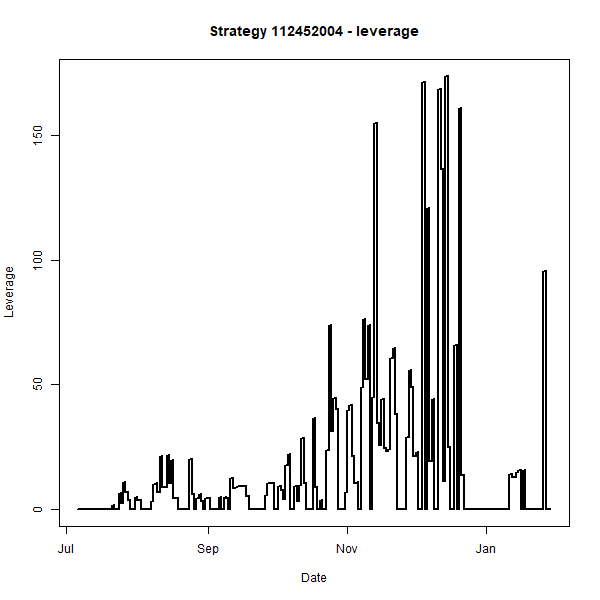 Strategy 112452004 - leverage
150
100
50
0
Leverage
Jul
Sep
Nov
Jan
Date